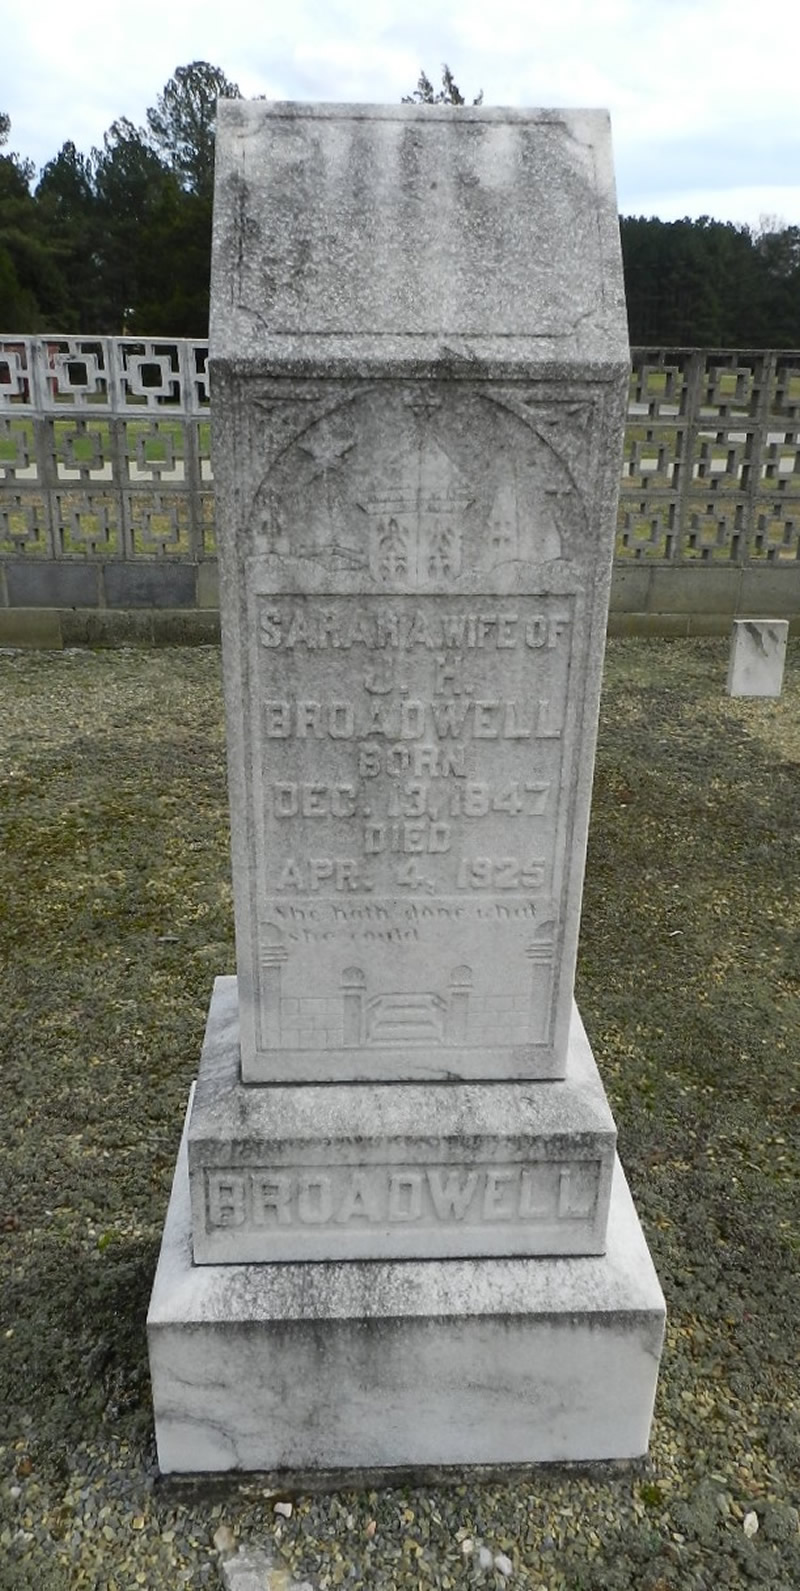 SARAH A. WIFE OF
J. H.
BROADWELL
BORN
DEC. 13, 1847
DIED
APR. 4, 1925
She hath done what
she could
BROADWELL